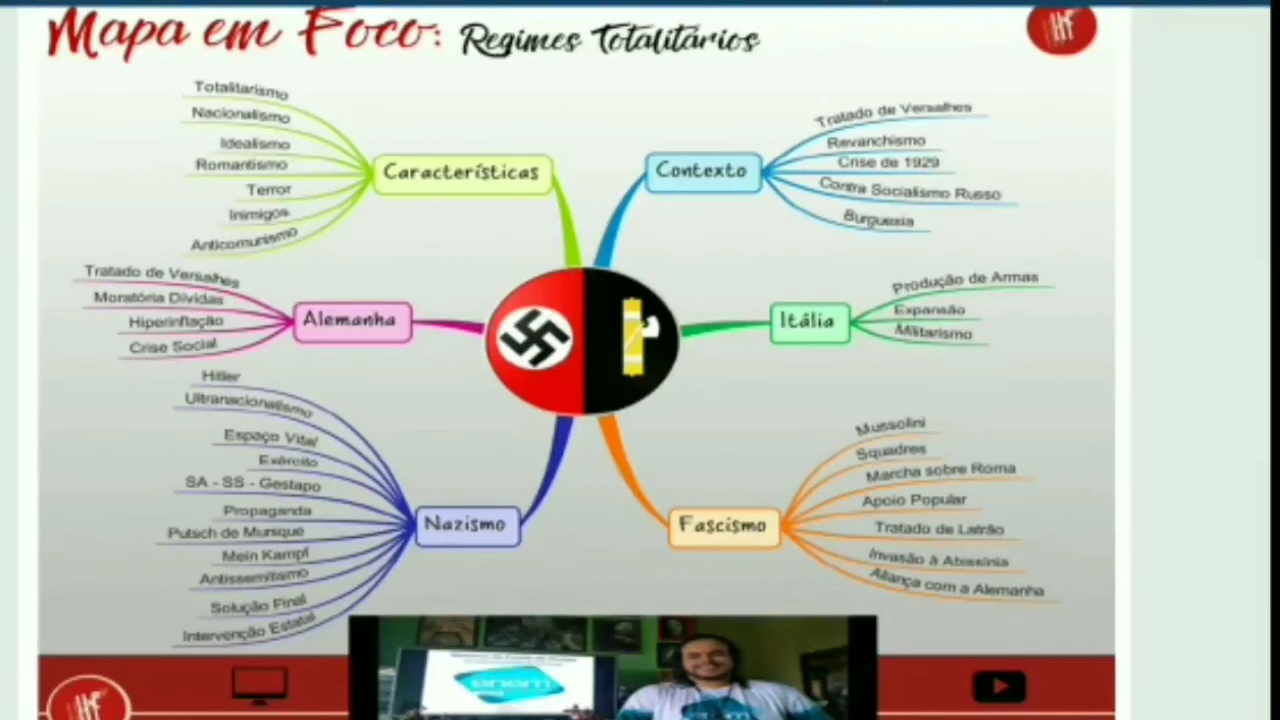 Mapa em Foco: Regimes Totalitários
HF
Totalitarismo
Nacionalismo
Idealismo
Romantismo
Terror
Inimigos
Anticomunismo
Características
Contexto
Tratado de Versalhes
Revanchismo
Crise de 1929
Contra Socialismo Russo
Burguesia
Tratado de Versalhes
Moratória Dívidas
Hiperinflação
Crise Social
Alemanha
Itália
Produção de Armas
Expansão
Militarismo
Hitler
Ultranacionalismo
Espaço Vital
Exército
SA - SS - Gestapo
Propaganda
Putsch de Munique
Mein Kampf
Antissemitismo
Solução Final
Intervenção Estatal
Nazismo
Fascismo
Mussolini
Squadres
Marcha sobre Roma
Apoio Popular
Tratado de Latrão
Invasão à Abissínia
Aliança com a Alemanha
enem
HF